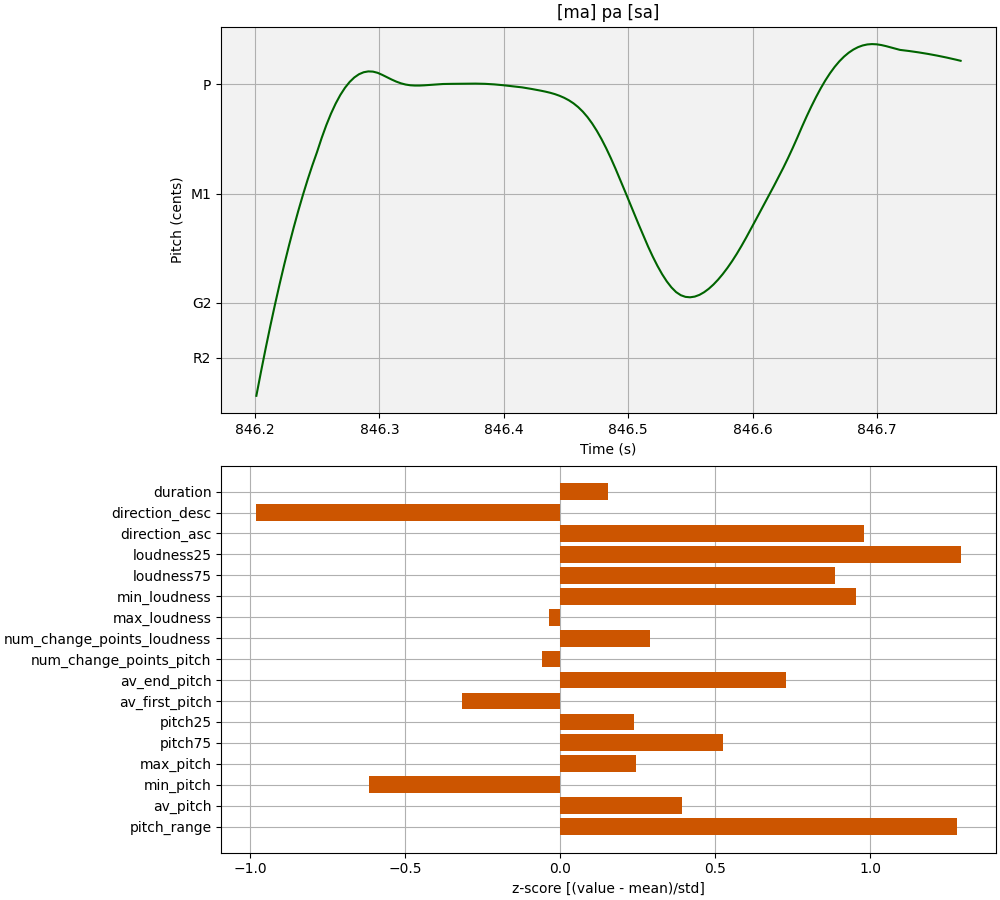 [ma] pa [sa]
Pitch (cents)
P
M1
G2
R2
846.2 846.3 846.4 846.5 846.6 846.7
Time (s)
duration
direction_desc
direction_asc
loudness25
loudness75
min_loudness
max_loudness
num_change_points_loudness
num_change_points_pitch
av_end_pitch
av_first_pitch
pitch25
pitch75
max_pitch
min_pitch
av_pitch
pitch_range
−1.0 −0.5 0.0 0.5 1.0
z-score [(value - mean)/std]